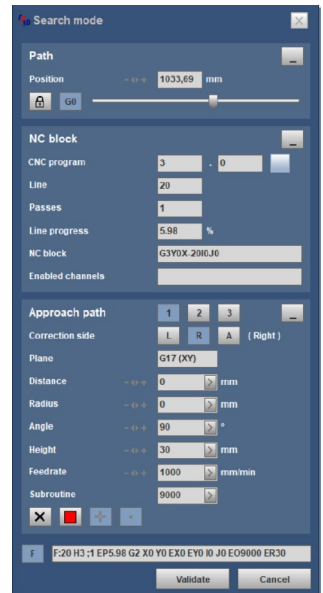 Search mode
Path
Position 1033,69 mm
G0
NC block
CNC program 3 . 0
Line 20
Passes 1
Line progress 5.98 %
NC block G3Y0X-20I0J0
Enabled channels
Approach path 1 2 3
Correction side L R A ( Right )
Plane G17 (XY)
Distance 0 mm
Radius 0 mm
Angle 90 °
Height 30 mm
Feedrate 1000 mm/min
Subroutine 9000
F F:20 H3 ;1 EP5.98 G2 X0 Y0 EX0 EY0 I0 J0 EO9000 ER30
Validate Cancel